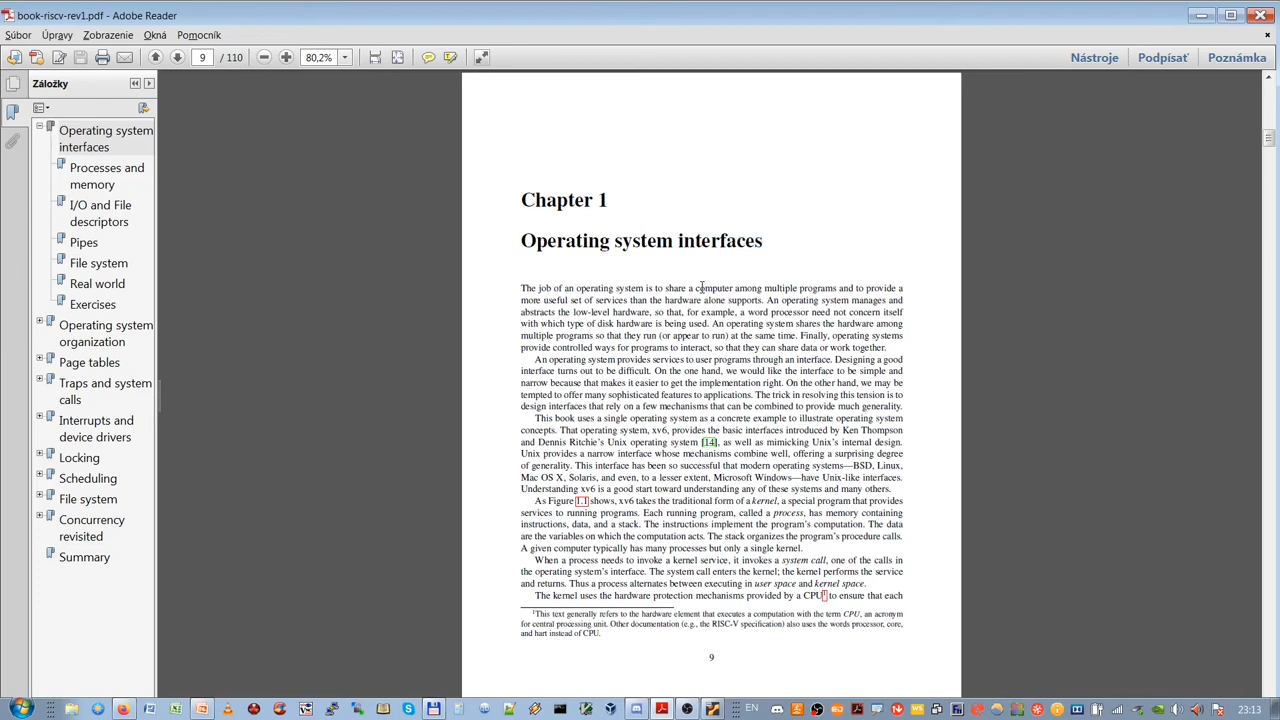 book-riscv-rev1.pdf - Adobe Reader
Súbor Úpravy Zobrazenie Okná Pomocník
9 / 110 80,2% Nástroje Podpísať Poznámka
Záložky
Operating system
interfaces
Processes and
memory
I/O and File
descriptors
Pipes
File system
Real world
Exercises
Operating system
organization
Page tables
Traps and system
calls
Interrupts and
device drivers
Locking
Scheduling
File system
Concurrency
revisited
Summary
Chapter 1
Operating system interfaces
The job of an operating system is to share a computer among multiple programs and to provide a
more useful set of services than the hardware alone supports. An operating system manages and
abstracts the low-level hardware, so that, for example, a word processor need not concern itself
with which type of disk hardware is being used. An operating system shares the hardware among
multiple programs so that they run (or appear to run) at the same time. Finally, operating systems
provide controlled ways for programs to interact, so that they can share data or work together.
An operating system provides services to user programs through an interface. Designing a good
interface turns out to be difficult. On the one hand, we would like the interface to be simple and
narrow because that makes it easier to get the implementation right. On the other hand, we may be
tempted to offer many sophisticated features to applications. The trick in resolving this tension is to
design interfaces that rely on a few mechanisms that can be combined to provide much generality.
This book uses a single operating system as a concrete example to illustrate operating system
concepts. That operating system, xv6, provides the basic interfaces introduced by Ken Thompson
and Dennis Ritchie's Unix operating system [14], as well as mimicking Unix's internal design.
Unix provides a narrow interface whose mechanisms combine well, offering a surprising degree
of generality. This interface has been so successful that modern operating systems—BSD, Linux,
Mac OS X, Solaris, and even, to a lesser extent, Microsoft Windows—have Unix-like interfaces.
Understanding xv6 is a good start toward understanding any of these systems and many others.
As Figure 1.1 shows, xv6 takes the traditional form of a kernel, a special program that provides
services to running programs. Each running program, called a process, has memory containing
instructions, data, and a stack. The instructions implement the program's computation. The data
are the variables on which the computation acts. The stack organizes the program's procedure calls.
A given computer typically has many processes but only a single kernel.
When a process needs to invoke a kernel service, it invokes a system call, one of the calls in
the operating system's interface. The system call enters the kernel; the kernel performs the service
and returns. Thus a process alternates between executing in user space and kernel space.
The kernel uses the hardware protection mechanisms provided by a CPU1 to ensure that each
1This text generally refers to the hardware element that executes a computation with the term CPU, an acronym
for central processing unit. Other documentation (e.g., the RISC-V specification) also uses the words processor, core,
and hart instead of CPU.
9
EN 23:13